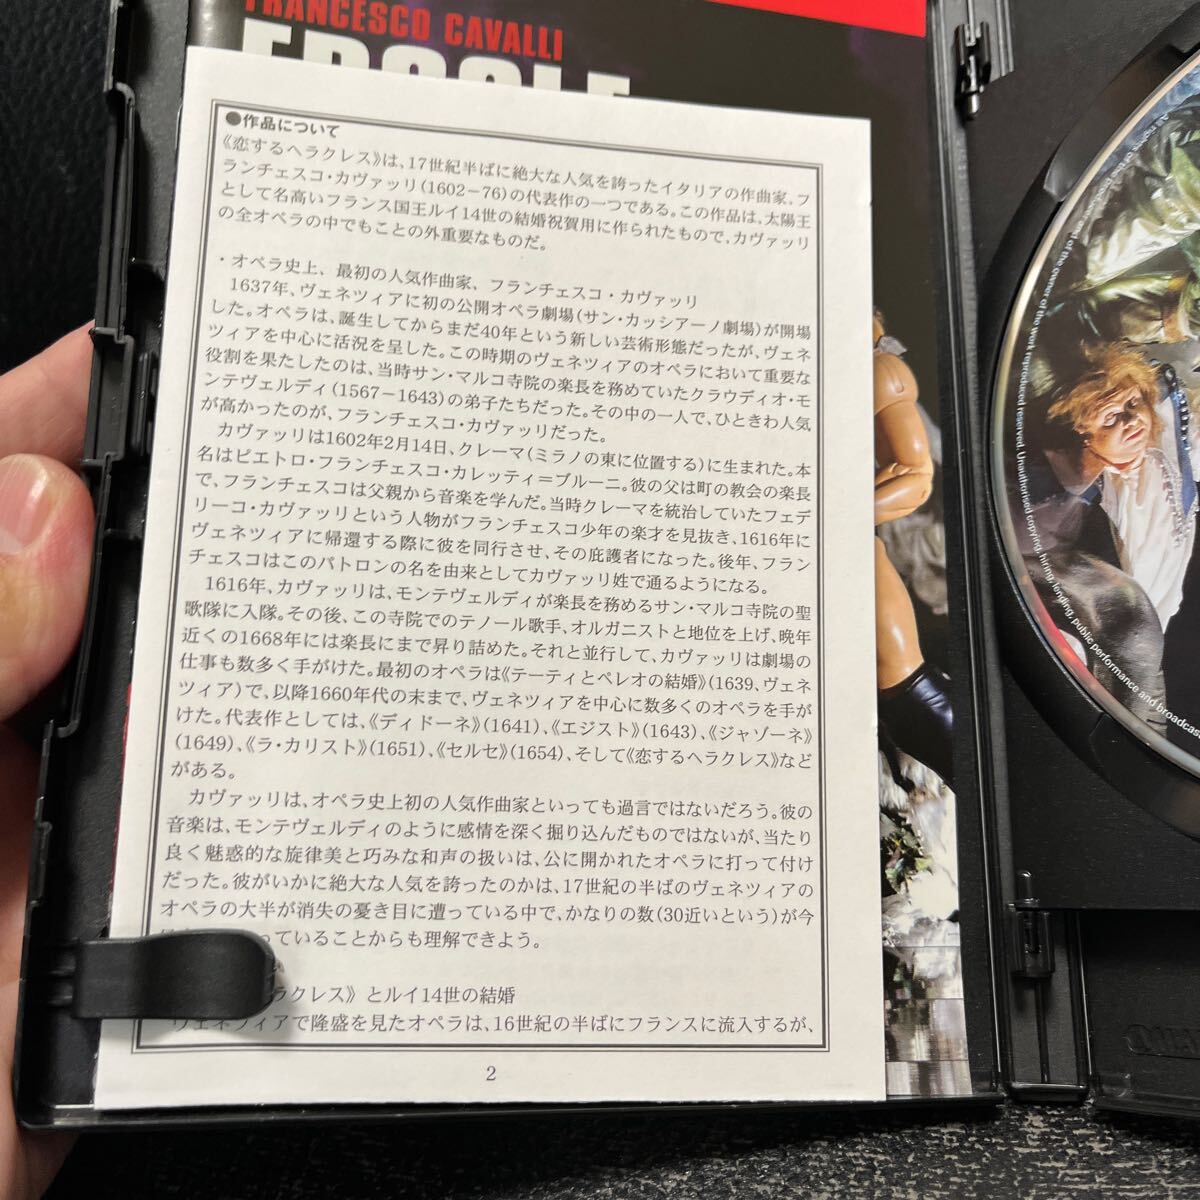 FRANCESCO CAVALLI
●作品について
《恋するヘラクレス》は、17世紀半ばに絶大な人気を誇ったイタリアの作曲家、フ
ランチェスコ・カヴァッリ(1602－76)の代表作の一つである。この作品は、太陽王
として名高いフランス国王ルイ14世の結婚祝賀用に作られたもので、カヴァッリ
の全オペラの中でもことの外重要なものだ。
・オペラ史上、最初の人気作曲家、フランチェスコ・カヴァッリ
1637年、ヴェネツィアに初の公開オペラ劇場(サン・カッシアーノ劇場)が開場
した。オペラは、誕生してからまだ40年という新しい芸術形態だったが、ヴェネ
ツィアを中心に活況を呈した。この時期のヴェネツィアのオペラにおいて重要な
役割を果たしたのは、当時サン・マルコ寺院の楽長を務めていたクラウディオ・モ
ンテヴェルディ(1567－1643)の弟子たちだった。その中の一人で、ひときわ人気
が高かったのが、フランチェスコ・カヴァッリだった。
カヴァッリは1602年2月14日、クレーマ(ミラノの東に位置する)に生まれた。本
名はピエトロ・フランチェスコ・カレッティ＝ブルーニ。彼の父は町の教会の楽長
で、フランチェスコは父親から音楽を学んだ。当時クレーマを統治していたフェデ
リーコ・カヴァッリという人物がフランチェスコ少年の楽才を見抜き、1616年に
ヴェネツィアに帰還する際に彼を同行させ、その庇護者になった。後年、フラン
チェスコはこのパトロンの名を由来としてカヴァッリ姓で通るようになる。
1616年、カヴァッリは、モンテヴェルディが楽長を務めるサン・マルコ寺院の聖
歌隊に入隊。その後、この寺院でのテノール歌手、オルガニストと地位を上げ、晩年
近くの1668年には楽長にまで昇り詰めた。それと並行して、カヴァッリは劇場の
仕事も数多く手がけた。最初のオペラは《テーティとペレオの結婚》(1639、ヴェネ
ツィア)で、以降1660年代の末まで、ヴェネツィアを中心に数多くのオペラを手が
けた。代表作としては、《ディドーネ》(1641)、《エジスト》(1643)、《ジャゾーネ》
(1649)、《ラ・カリスト》(1651)、《セルセ》(1654)、そして《恋するヘラクレス》など
がある。
カヴァッリは、オペラ史上初の人気作曲家といっても過言ではないだろう。彼の
音楽は、モンテヴェルディのように感情を深く掘り込んだものではないが、当たり
良く魅惑的な旋律美と巧みな和声の扱いは、公に開かれたオペラに打って付け
だった。彼がいかに絶大な人気を誇ったのかは、17世紀の半ばのヴェネツィアの
オペラの大半が消失の憂き目に遭っている中で、かなりの数(30近いという)が今
っていることからも理解できよう。
ラクレス》とルイ14世の結婚
ヴェネツィアで隆盛を見たオペラは、16世紀の半ばにフランスに流入するが、
2
of the owner of the work reproduced reserved. Unauthorised copying, hiring, lending, public performance and broadcas